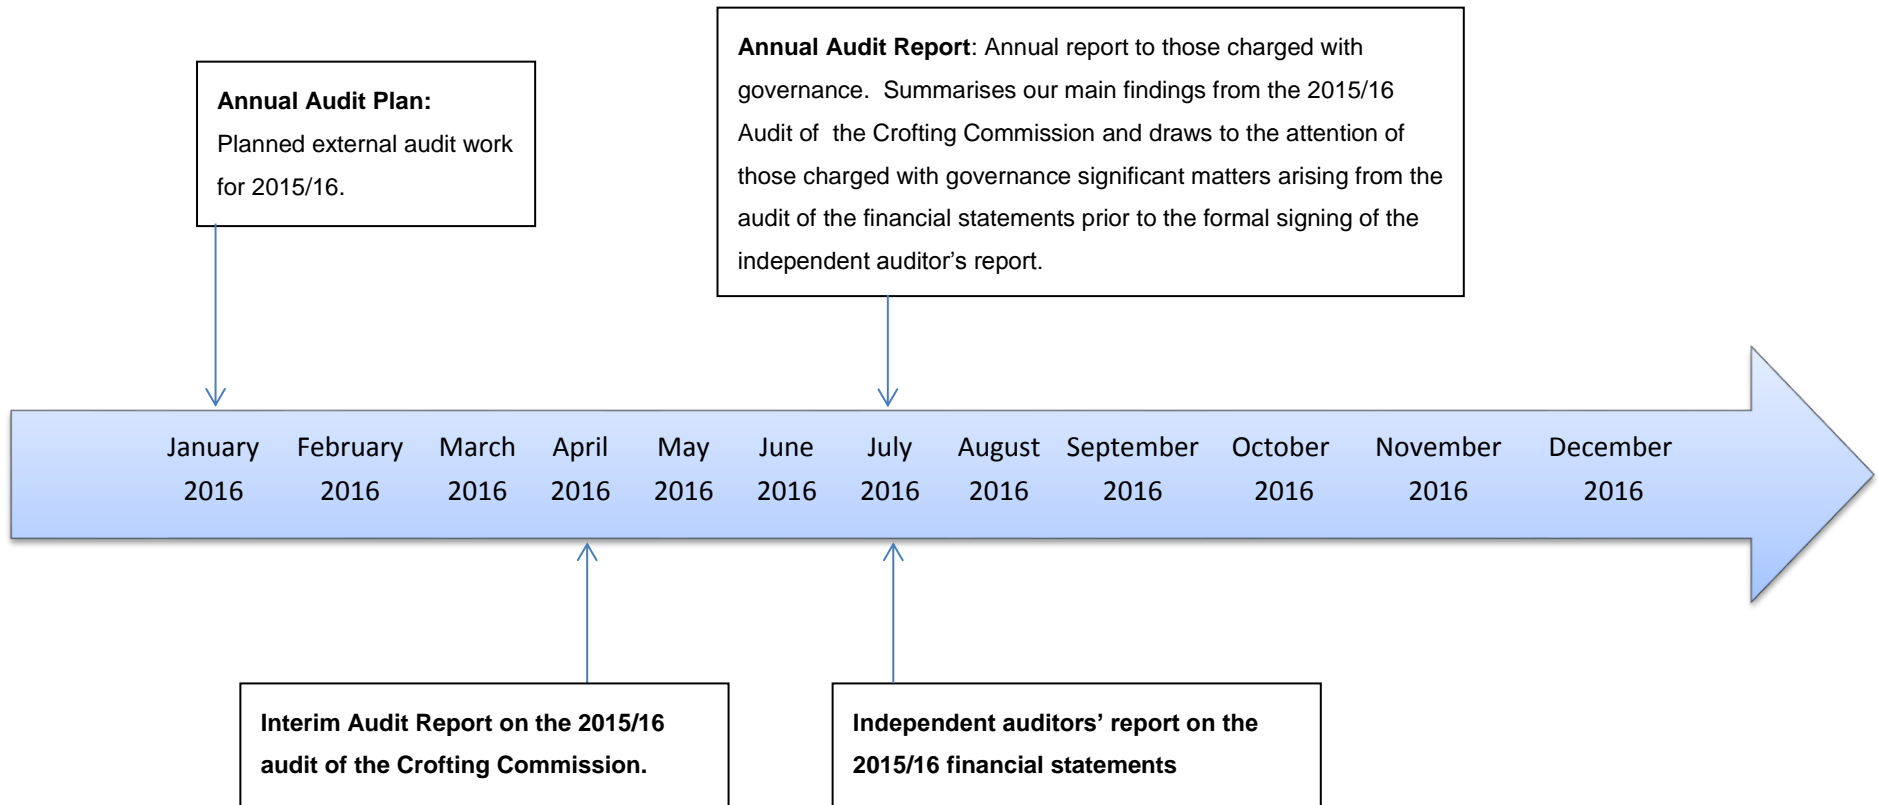 Annual Audit Plan:
Planned external audit work
for 2015/16.
Annual Audit Report: Annual report to those charged with
governance.  Summarises our main findings from the 2015/16
Audit of  the Crofting Commission and draws to the attention of
those charged with governance significant matters arising from the
audit of the financial statements prior to the formal signing of the
independent auditor’s report.
January February March April May June July August September October November December
2016 2016 2016 2016 2016 2016 2016 2016 2016 2016 2016 2016
Interim Audit Report on the 2015/16
audit of the Crofting Commission.
Independent auditors’ report on the
2015/16 financial statements